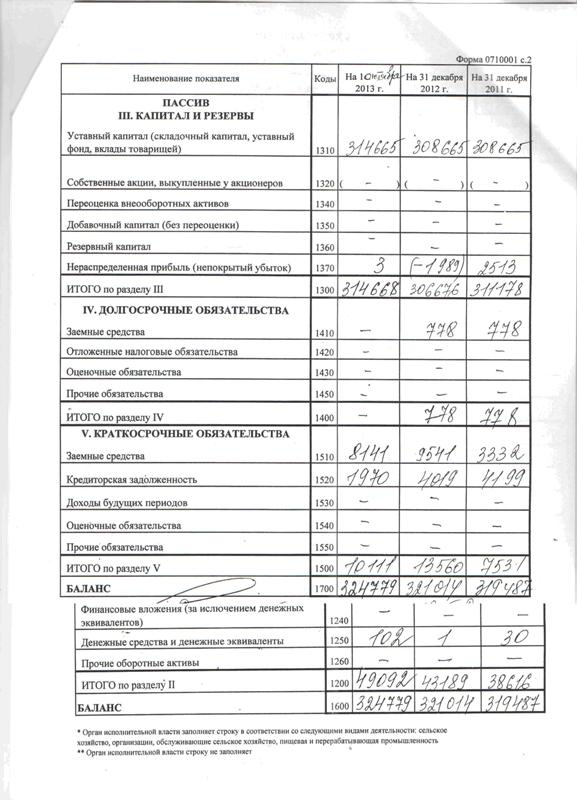 Форма 0710001 с.2
Наименование показателя Коды На 1 октября 2013 г. На 31 декабря 2012 г. На 31 декабря 2011 г.
ПАССИВ
III. КАПИТАЛ И РЕЗЕРВЫ
Уставный капитал (складочный капитал, уставный
фонд, вклады товарищей) 1310 314665 308665 308665
Собственные акции, выкупленные у акционеров 1320 ( – ) ( – ) ( – )
Переоценка внеоборотных активов 1340 – – –
Добавочный капитал (без переоценки) 1350 – – –
Резервный капитал 1360 – – –
Нераспределенная прибыль (непокрытый убыток) 1370 3 (-1989) 2513
ИТОГО по разделу III 1300 314668 306676 311178
IV. ДОЛГОСРОЧНЫЕ ОБЯЗАТЕЛЬСТВА
Заемные средства 1410 – 778 778
Отложенные налоговые обязательства 1420 – – –
Оценочные обязательства 1430 – – –
Прочие обязательства 1450 – – –
ИТОГО по разделу IV 1400 – 778 778
V. КРАТКОСРОЧНЫЕ ОБЯЗАТЕЛЬСТВА
Заемные средства 1510 8141 9541 3332
Кредиторская задолженность 1520 1970 4019 4199
Доходы будущих периодов 1530 – – –
Оценочные обязательства 1540 – – –
Прочие обязательства 1550 – – –
ИТОГО по разделу V 1500 10111 13560 7531
БАЛАНС 1700 324779 321014 319487
Финансовые вложения (за ислючением денежных
эквивалентов) 1240 – – –
Денежные средства и денежные эквиваленты 1250 102 1 30
Прочие оборотные активы 1260 – – –
ИТОГО по разделу II 1200 49092 43189 38616
БАЛАНС 1600 324779 321014 319487
* Орган исполнительной власти заполняет строку в соответствии со следующими видами деятельности: сельское
хозяйство, организации, обслуживающие сельское хозяйство, пищевая и перерабатывающая промышленность
** Орган исполнительной власти строку не заполняет